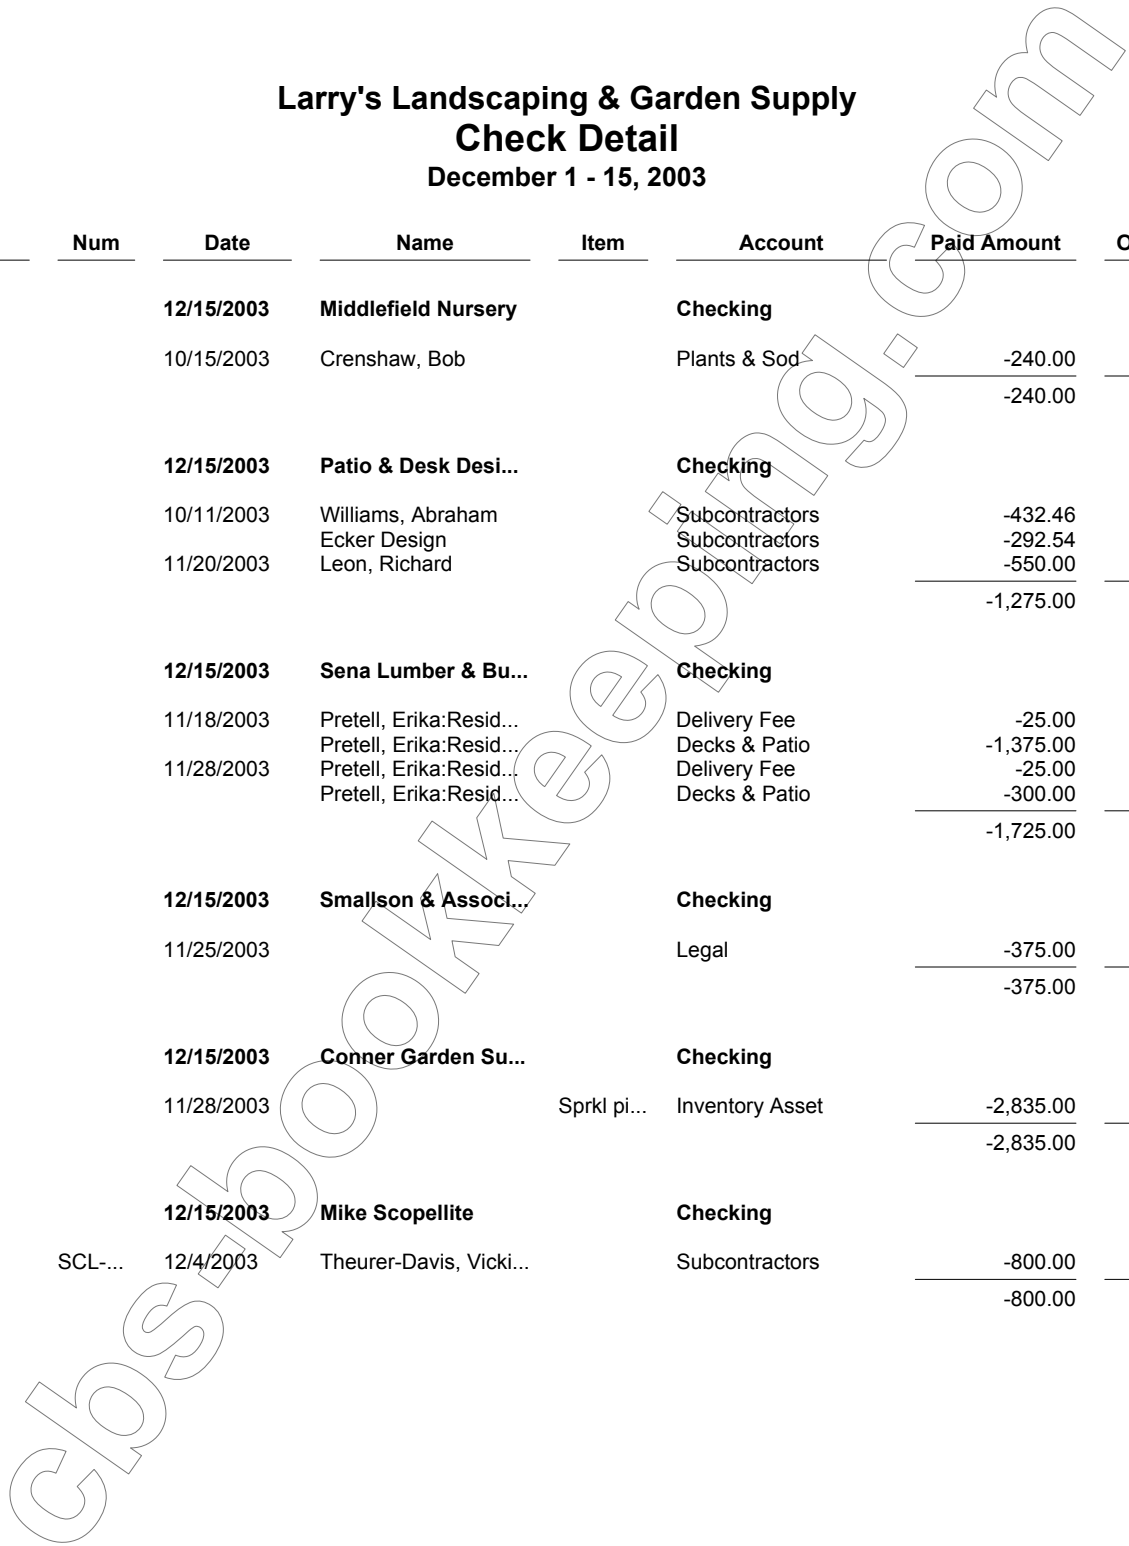 Larry's Landscaping & Garden Supply
Check Detail
December 1 - 15, 2003
Num Date Name Item Account Paid Amount
12/15/2003 Middlefield Nursery Checking
10/15/2003 Crenshaw, Bob Plants & Sod -240.00
-240.00
12/15/2003 Patio & Desk Desi... Checking
10/11/2003 Williams, Abraham Subcontractors -432.46
Ecker Design Subcontractors -292.54
11/20/2003 Leon, Richard Subcontractors -550.00
-1,275.00
12/15/2003 Sena Lumber & Bu... Checking
11/18/2003 Pretell, Erika:Resid... Delivery Fee -25.00
Pretell, Erika:Resid... Decks & Patio -1,375.00
11/28/2003 Pretell, Erika:Resid... Delivery Fee -25.00
Pretell, Erika:Resid... Decks & Patio -300.00
-1,725.00
12/15/2003 Smallson & Associ... Checking
11/25/2003 Legal -375.00
-375.00
12/15/2003 Conner Garden Su... Checking
11/28/2003 Sprkl pi... Inventory Asset -2,835.00
-2,835.00
12/15/2003 Mike Scopellite Checking
SCL-... 12/4/2003 Theurer-Davis, Vicki... Subcontractors -800.00
-800.00
cbs-bookkeeping.com